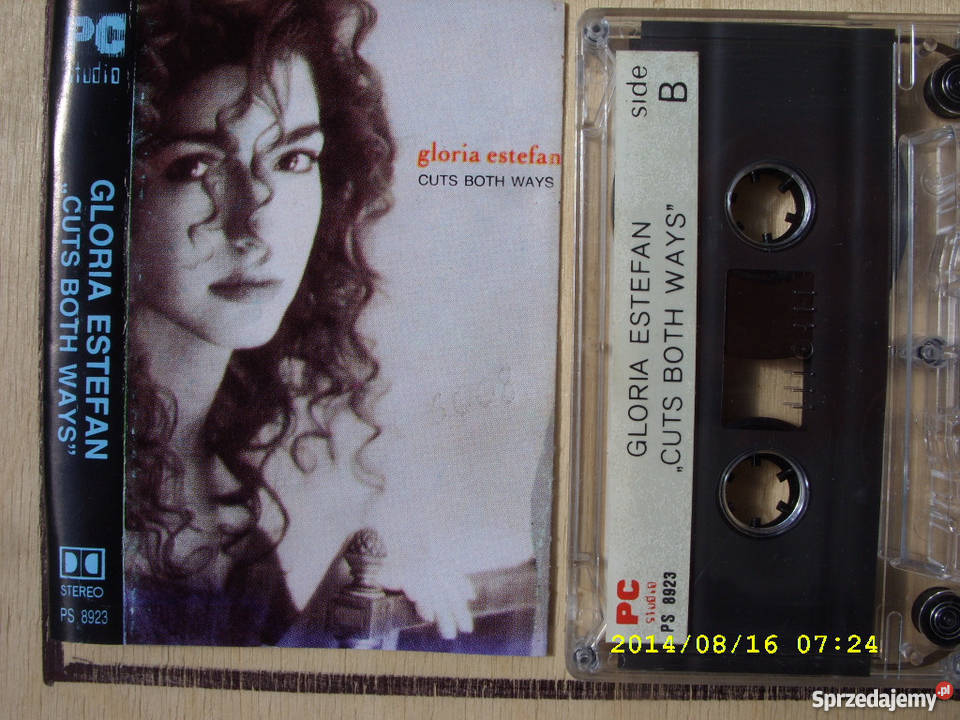 PC
studio
GLORIA ESTEFAN
„CUTS BOTH WAYS”
STEREO
PS 8923
gloria estefan
CUTS BOTH WAYS
5008
side
B
GLORIA ESTEFAN
„CUTS BOTH WAYS”
PC
studio
PS 8923
2014/08/16 07:24
Sprzedajemy.pl